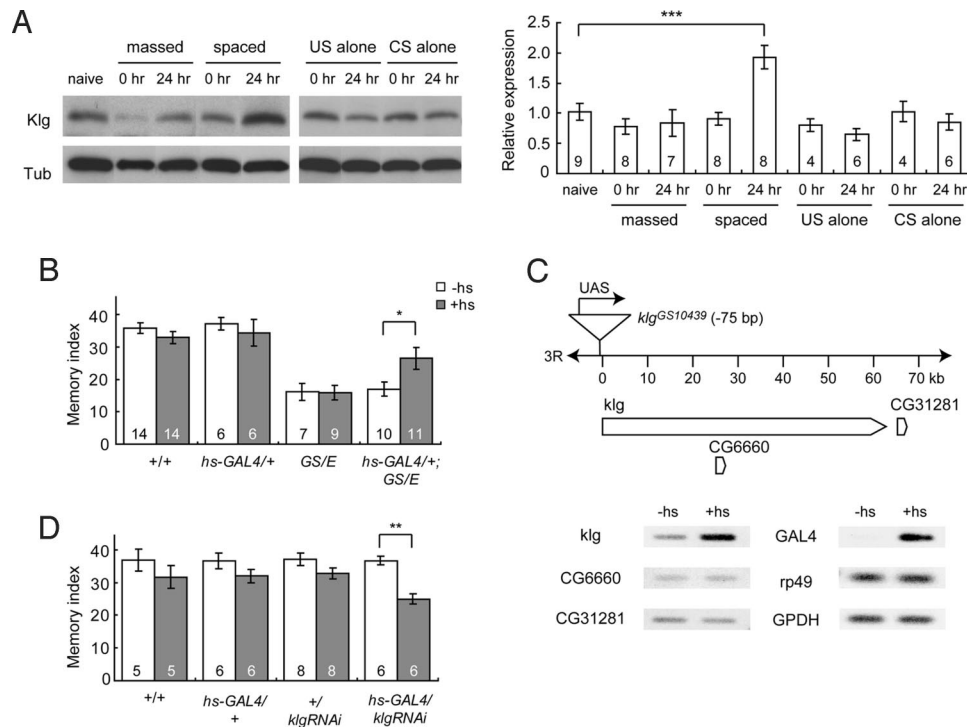 A
massed spaced US alone CS alone
naive 0 hr 24 hr 0 hr 24 hr 0 hr 24 hr 0 hr 24 hr
Klg
Tub
Relative expression
2.5
2.0
1.5
1.0
0.5
0
***
9 8 7 8 8 4 6 4 6
naive 0 hr 24 hr 0 hr 24 hr 0 hr 24 hr 0 hr 24 hr
massed spaced US alone CS alone
B
Memory index
40
30
20
10
0
-hs
+hs
*
14 14 6 6 7 9 10 11
+/+ hs-GAL4/+ GS/E hs-GAL4/+;
GS/E
C
UAS
klgGS10439 (-75 bp)
3R
0 10 20 30 40 50 60 70 kb
klg
CG31281
CG6660
-hs +hs -hs +hs
klg GAL4
CG6660 rp49
CG31281 GPDH
D
Memory index
40
30
20
10
0
**
5 5 6 6 8 8 6 6
+/+ hs-GAL4/ +/ hs-GAL4/
+ klgRNAi klgRNAi